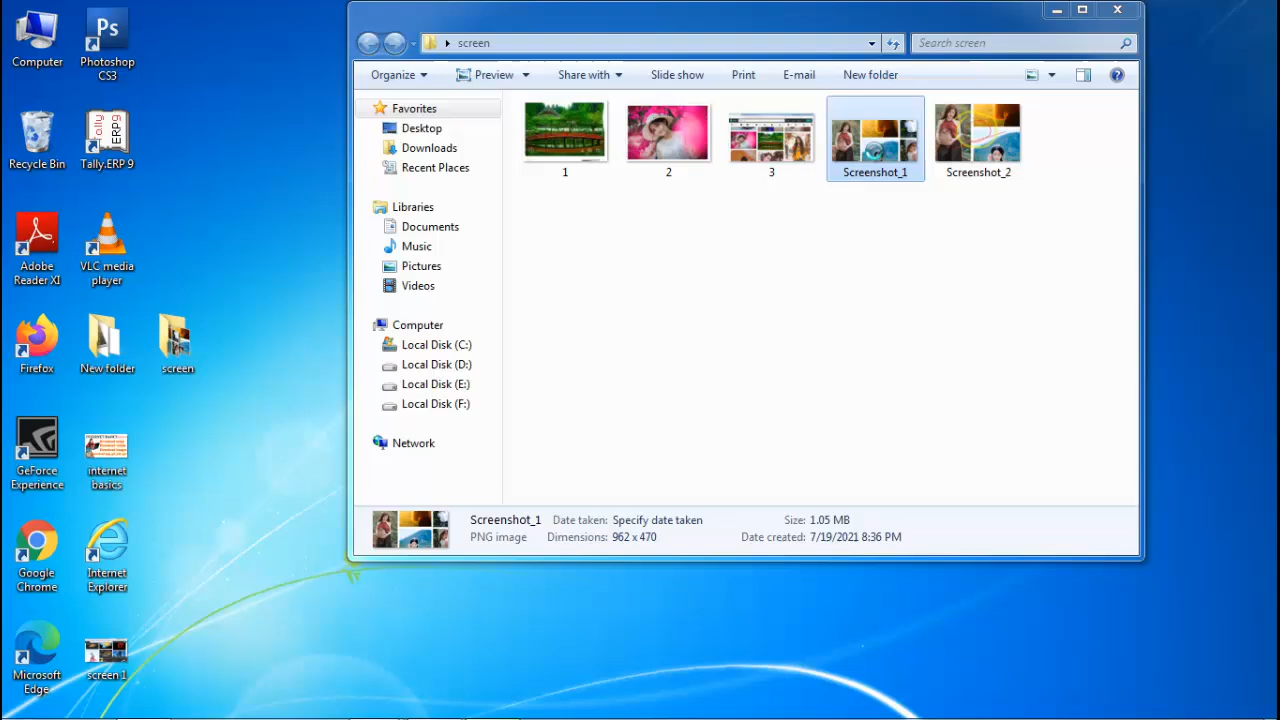 Computer
Photoshop
CS3
Recycle Bin
Tally.ERP 9
Adobe
Reader XI
VLC media
player
Firefox
New folder
screen
GeForce
Experience
internet
basics
Google
Chrome
Internet
Explorer
Microsoft
Edge
screen 1
screen
Search screen
Organize
Preview
Share with
Slide show
Print
E-mail
New folder
Favorites
Desktop
Downloads
Recent Places
Libraries
Documents
Music
Pictures
Videos
Computer
Local Disk (C:)
Local Disk (D:)
Local Disk (E:)
Local Disk (F:)
Network
1
2
3
Screenshot_1
Screenshot_2
Screenshot_1 Date taken: Specify date taken Size: 1.05 MB
PNG image Dimensions: 962 x 470 Date created: 7/19/2021 8:36 PM
Ps
Tally
ERP9